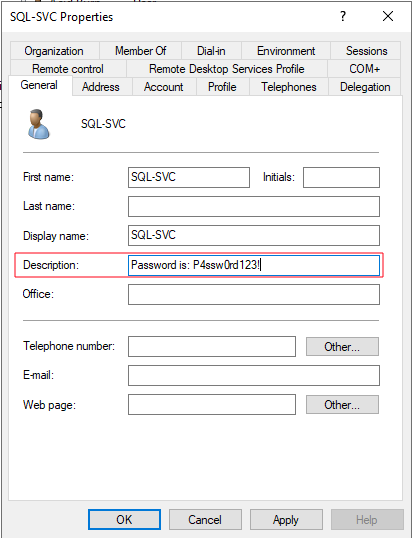 SQL-SVC Properties
?
×
Organization Member Of Dial-in Environment Sessions
Remote control Remote Desktop Services Profile COM+
General Address Account Profile Telephones Delegation
SQL-SVC
First name: SQL-SVC Initials:
Last name:
Display name: SQL-SVC
Description: Password is: P4ssw0rd123!
Office:
Telephone number: Other...
E-mail:
Web page: Other...
OK Cancel Apply Help